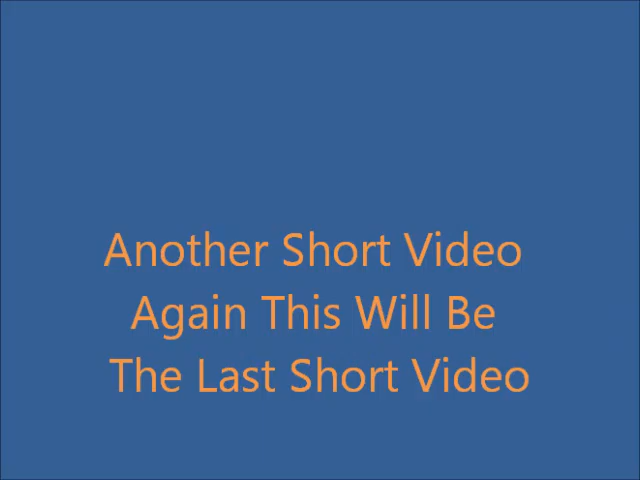 Another Short Video
Again This Will Be
The Last Short Video